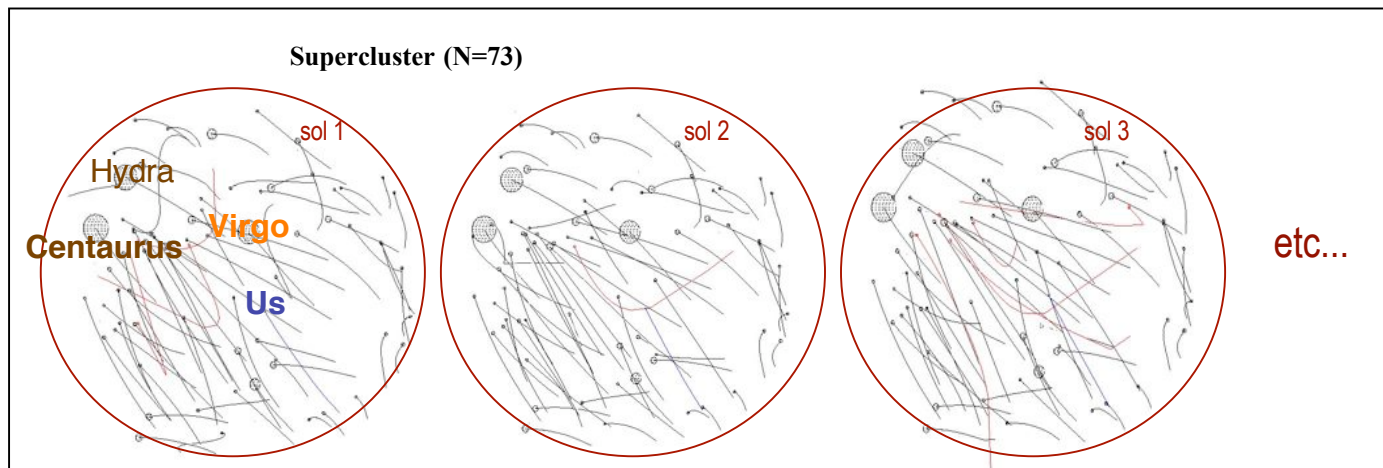 Supercluster (N=73)
sol 1
sol 2
sol 3
Hydra
Virgo
Centaurus
etc...
Us